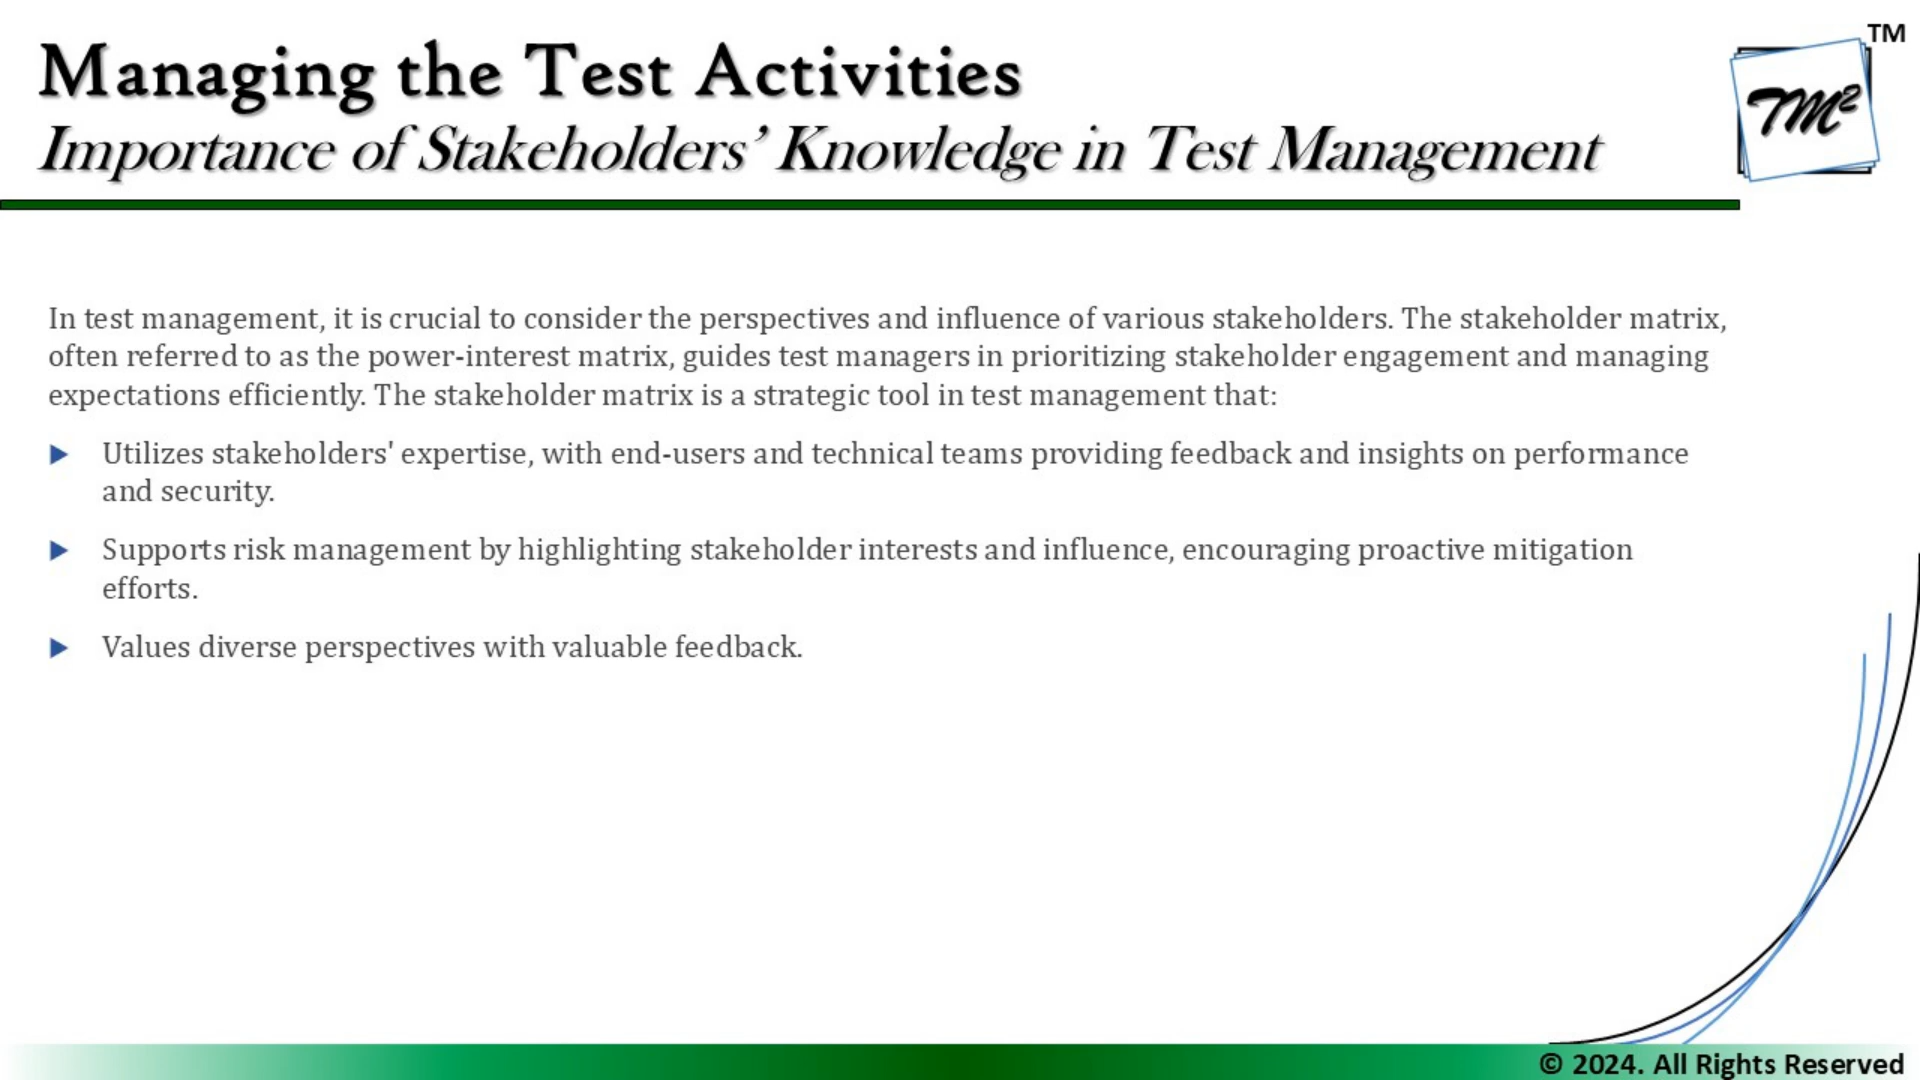 Managing the Test Activities
Importance of Stakeholders’ Knowledge in Test Management
TM
TM²
In test management, it is crucial to consider the perspectives and influence of various stakeholders. The stakeholder matrix,
often referred to as the power-interest matrix, guides test managers in prioritizing stakeholder engagement and managing
expectations efficiently. The stakeholder matrix is a strategic tool in test management that:
Utilizes stakeholders' expertise, with end-users and technical teams providing feedback and insights on performance
and security.
Supports risk management by highlighting stakeholder interests and influence, encouraging proactive mitigation
efforts.
Values diverse perspectives with valuable feedback.
© 2024. All Rights Reserved